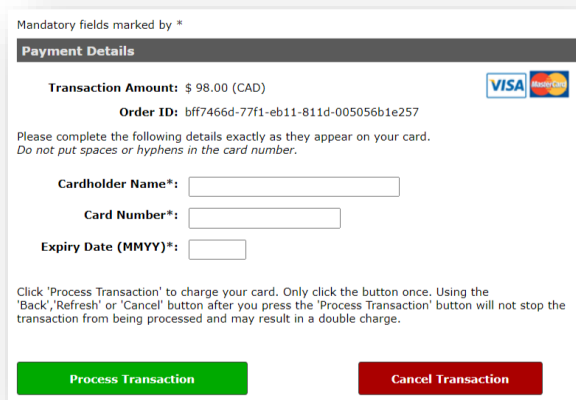 Mandatory fields marked by *
Payment Details
Transaction Amount: $ 98.00 (CAD)
VISA MasterCard
Order ID: bff7466d-77f1-eb11-811d-005056b1e257
Please complete the following details exactly as they appear on your card.
Do not put spaces or hyphens in the card number.
Cardholder Name*:
Card Number*:
Expiry Date (MMYY)*:
Click 'Process Transaction' to charge your card. Only click the button once. Using the
'Back','Refresh' or 'Cancel' button after you press the 'Process Transaction' button will not stop the
transaction from being processed and may result in a double charge.
Process Transaction
Cancel Transaction